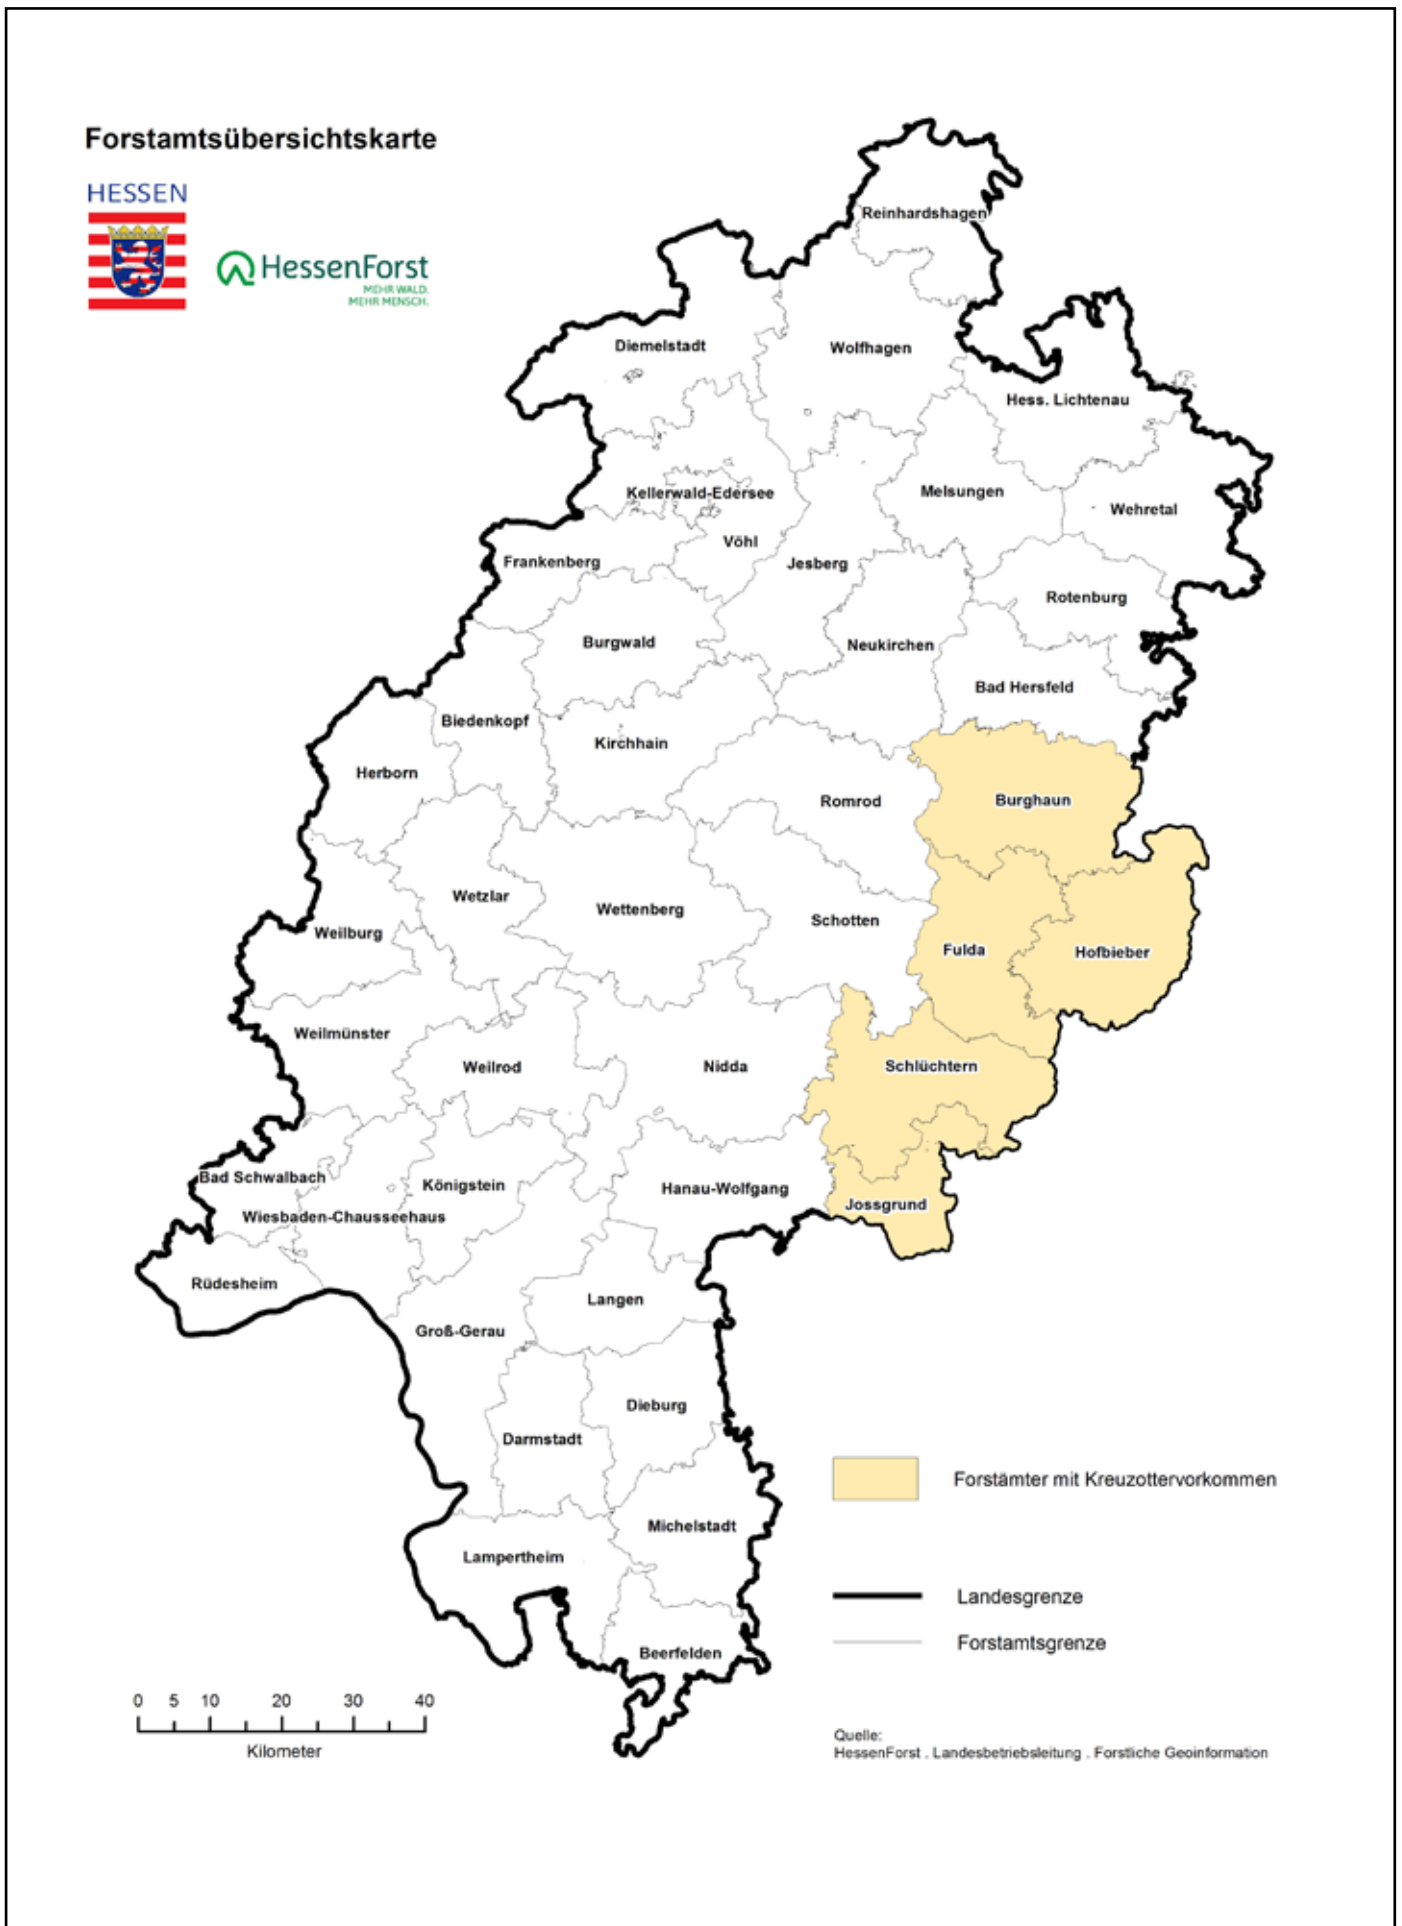 Forstamtsübersichtskarte
HESSEN
HessenForst
MEHR WALD.
MEHR MENSCH.
Reinhardshagen
Diemelstadt
Wolfhagen
Hess. Lichtenau
Kellerwald-Edersee
Melsungen
Wehretal
Vöhl
Frankenberg
Jesberg
Rotenburg
Burgwald
Neukirchen
Bad Hersfeld
Biedenkopf
Kirchhain
Herborn
Romrod
Burghaun
Wetzlar
Wettenberg
Schotten
Weilburg
Fulda
Hofbieber
Weilmünster
Weilrod
Nidda
Schlüchtern
Bad Schwalbach
Königstein
Hanau-Wolfgang
Jossgrund
Wiesbaden-Chausseehaus
Rüdesheim
Langen
Groß-Gerau
Dieburg
Darmstadt
Michelstadt
Lampertheim
Beerfelden
Forstämter mit Kreuzottervorkommen
Landesgrenze
Forstamtsgrenze
0 5 10 20 30 40
Kilometer
Quelle:
HessenForst . Landesbetriebsleitung . Forstliche Geoinformation